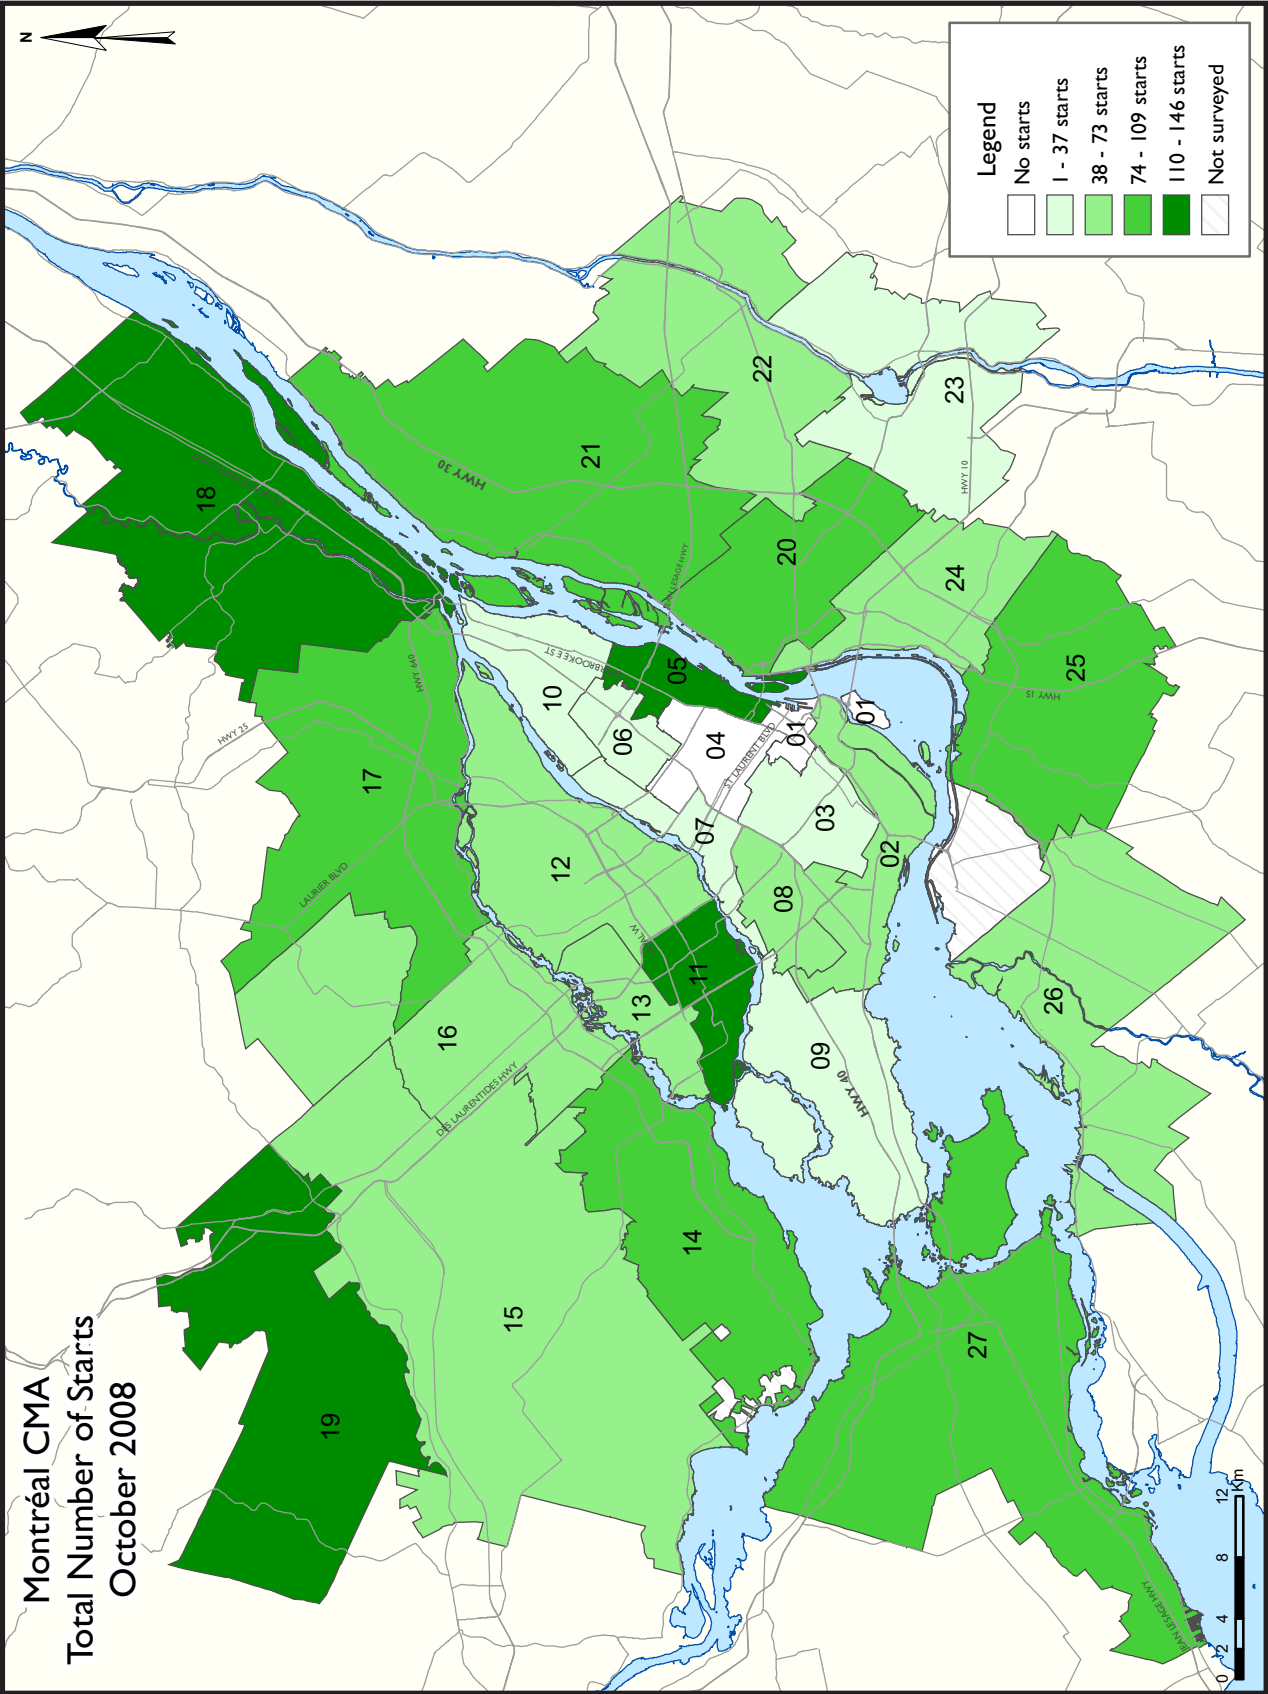 Montréal CMA
Total Number of Starts
October 2008
N
Legend
No starts
1 - 37 starts
38 - 73 starts
74 - 109 starts
110 - 146 starts
Not surveyed
18
21
22
23
20
24
25
17
10
05
06
04
01
01
07
03
02
12
08
11
13
16
09
26
14
15
19
27
HWY 30
HWY 10
HWY 640
HWY 25
HWY 15
HWY 40
LAURIER BLVD
ST LAURENT BLVD
DES LAURENTIDES HWY
JEAN LESAGE HWY
0 2 4 8 12
Km